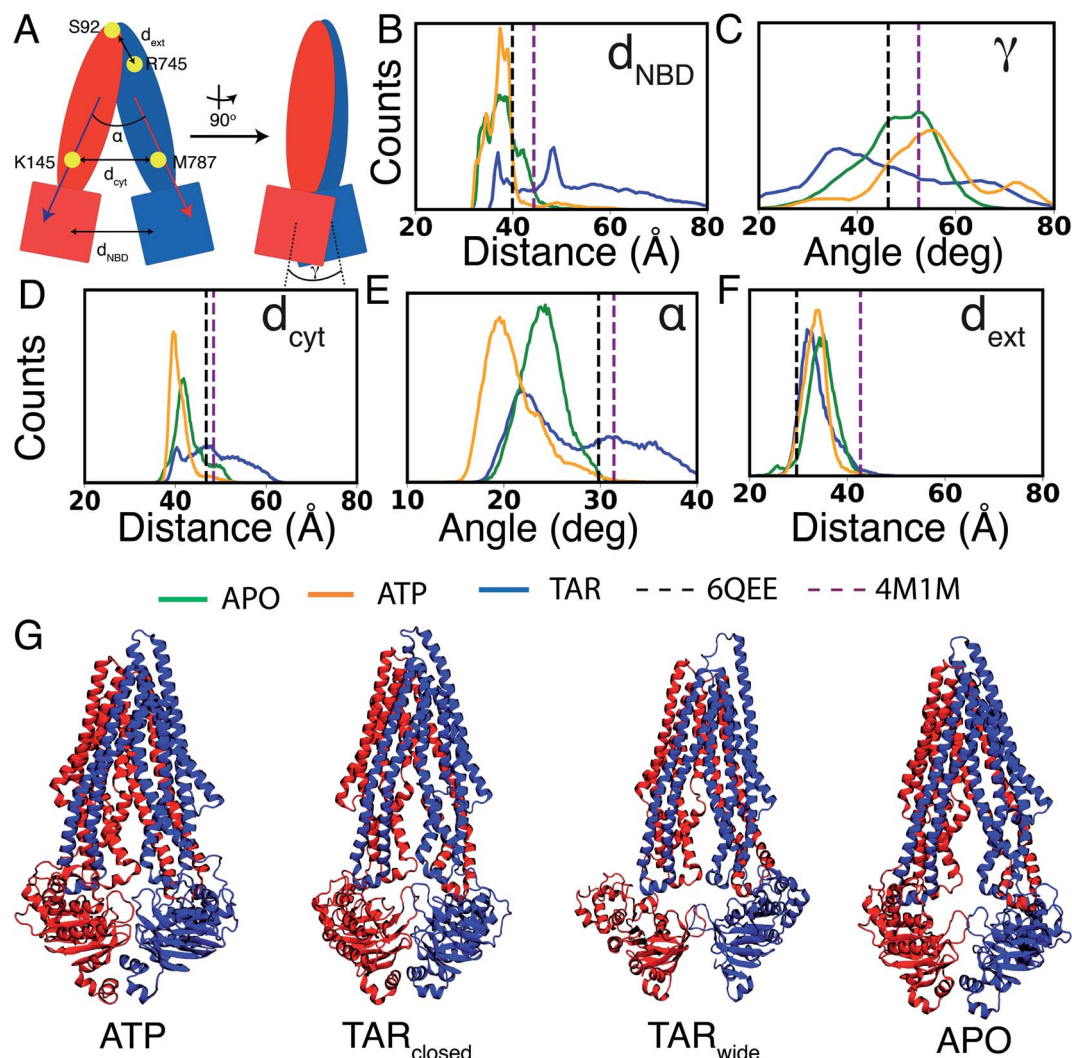 A
S92
d_ext
R745
α
K145
M787
d_cyt
d_NBD
90°
γ
B
d_NBD
Counts
40
60
80
Distance (Å)
C
γ
20
40
60
80
Angle (deg)
D
d_cyt
Counts
20
40
60
80
Distance (Å)
E
α
10
20
30
40
Angle (deg)
F
d_ext
20
40
60
80
Distance (Å)
APO ATP TAR 6QEE 4M1M
G
ATP TAR_closed TAR_wide APO